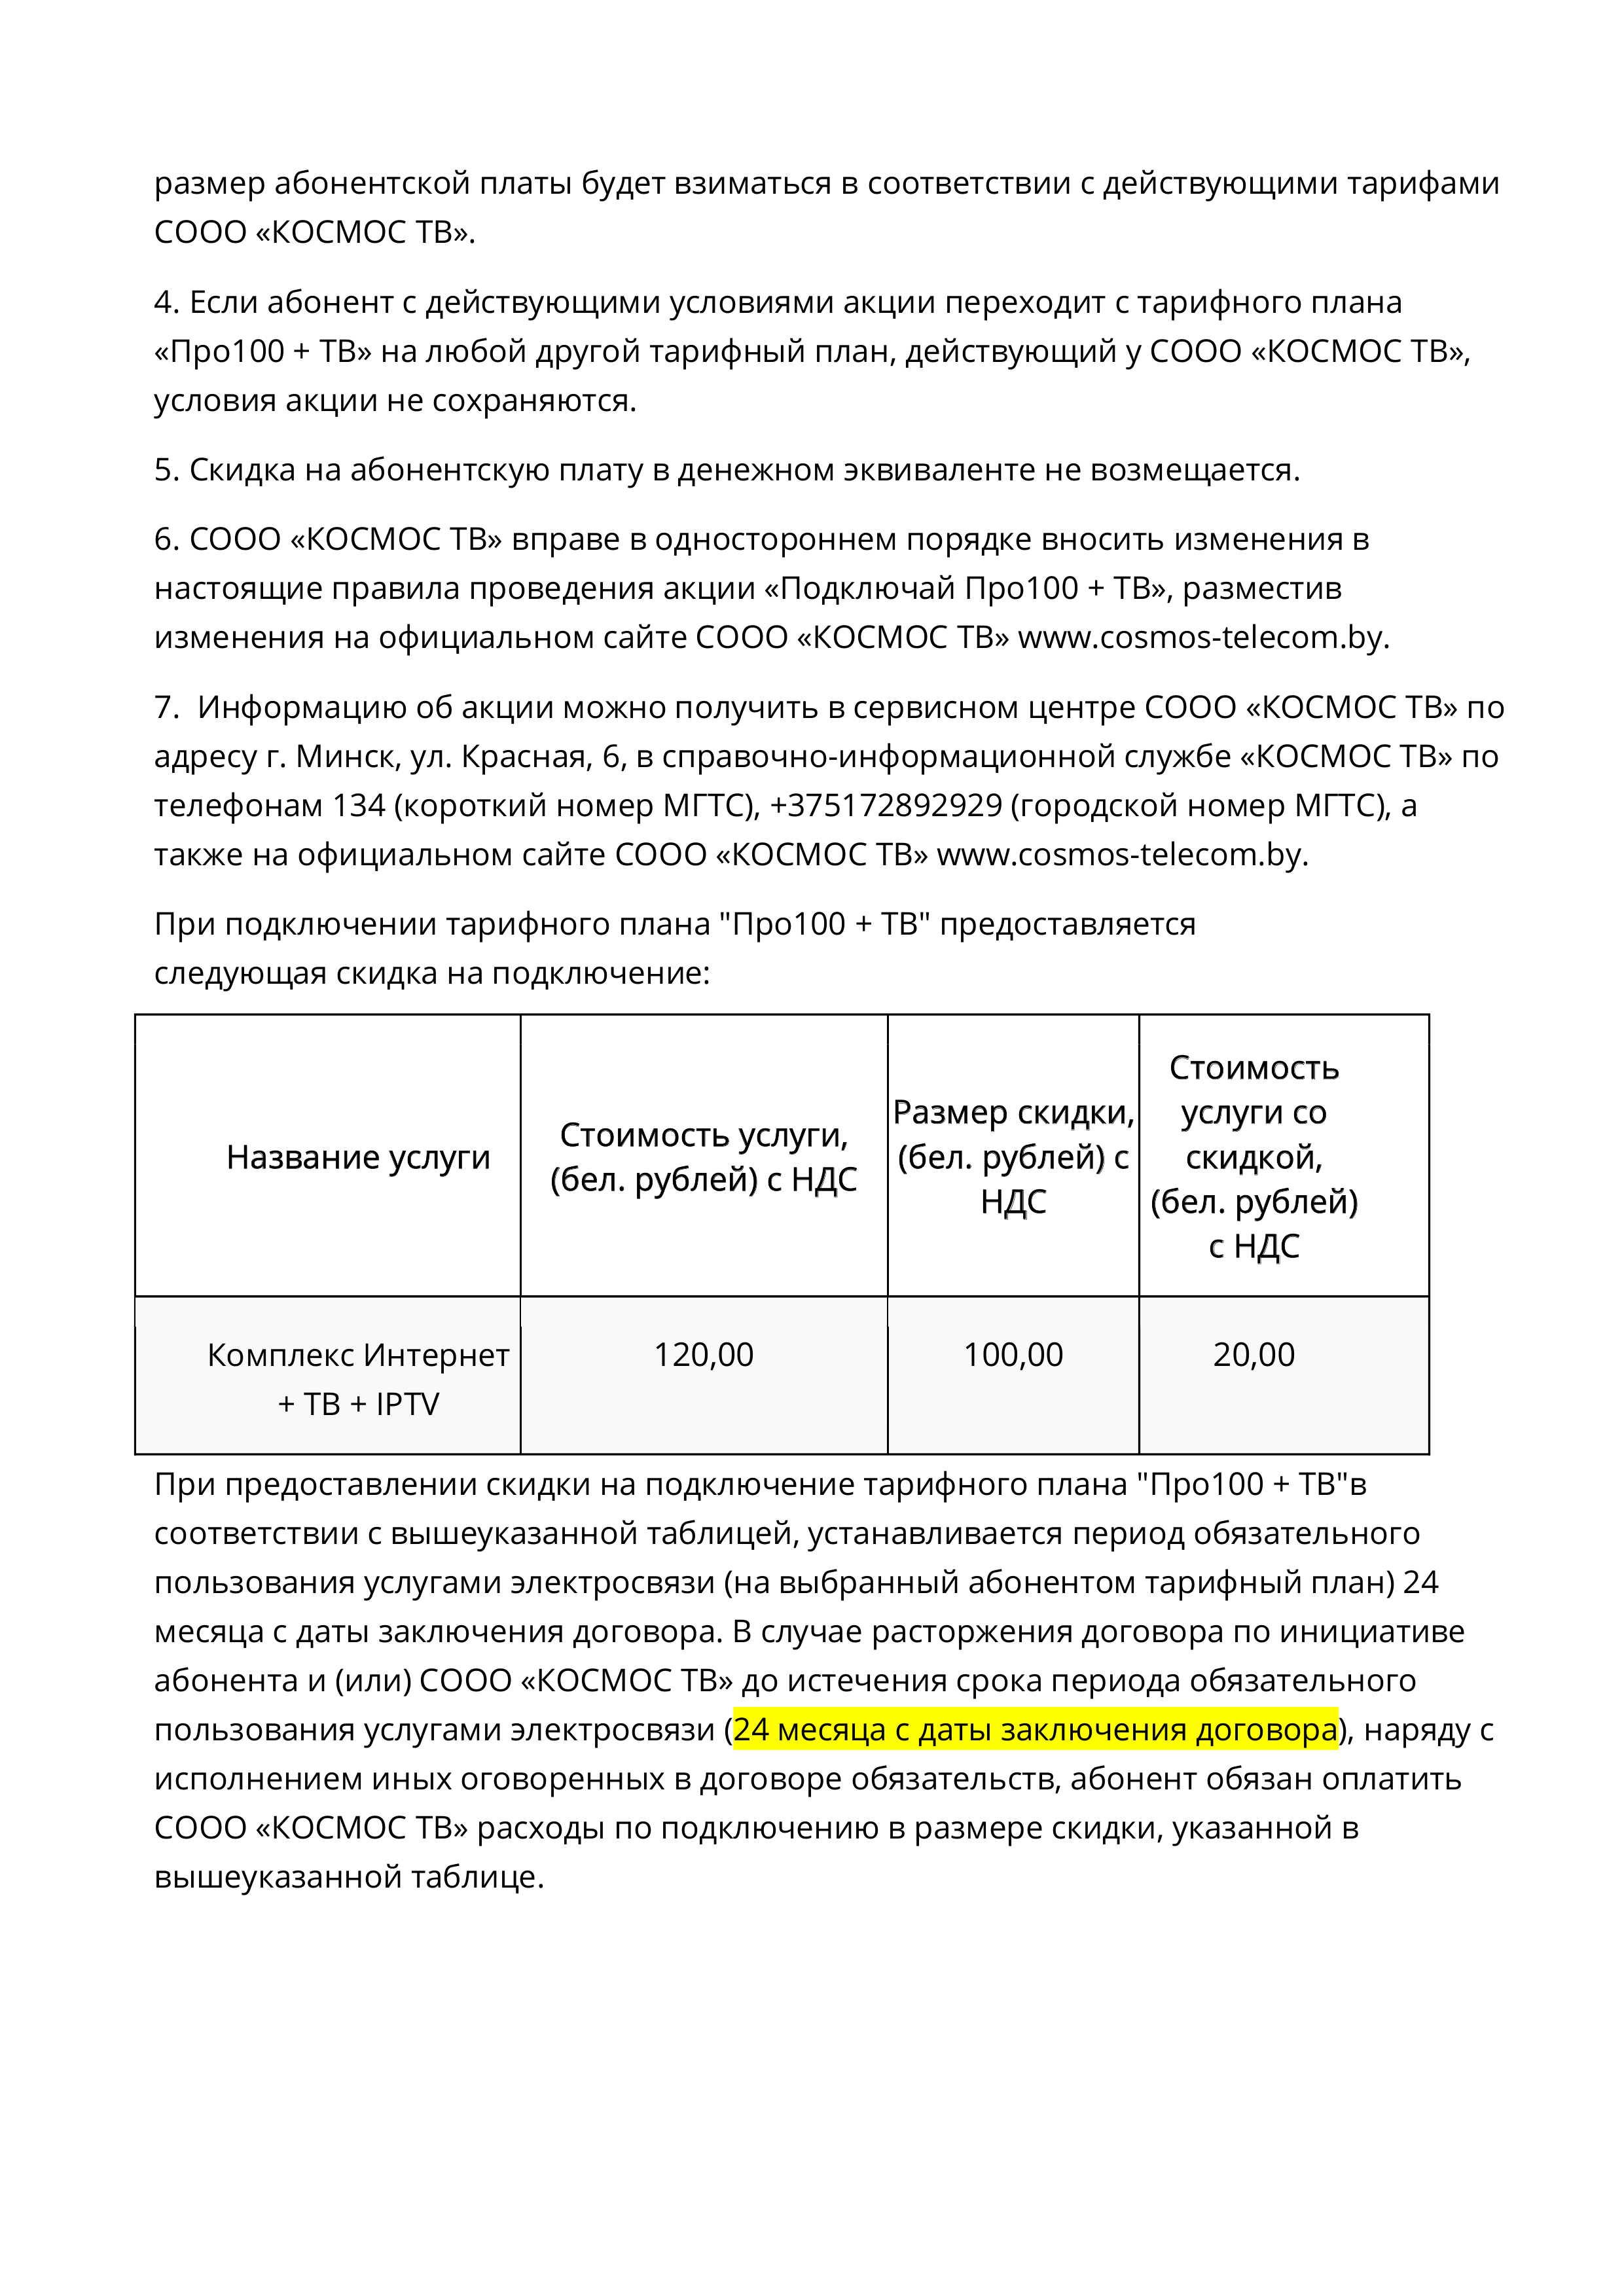 размер абонентской платы будет взиматься в соответствии с действующими тарифами
СООО «КОСМОС ТВ».
4. Если абонент с действующими условиями акции переходит с тарифного плана
«Про100 + ТВ» на любой другой тарифный план, действующий у СООО «КОСМОС ТВ»,
условия акции не сохраняются.
5. Скидка на абонентскую плату в денежном эквиваленте не возмещается.
6. СООО «КОСМОС ТВ» вправе в одностороннем порядке вносить изменения в
настоящие правила проведения акции «Подключай Про100 + ТВ», разместив
изменения на официальном сайте СООО «КОСМОС ТВ» www.cosmos-telecom.by.
7.  Информацию об акции можно получить в сервисном центре СООО «КОСМОС ТВ» по
адресу г. Минск, ул. Красная, 6, в справочно-информационной службе «КОСМОС ТВ» по
телефонам 134 (короткий номер МГТС), +375172892929 (городской номер МГТС), а
также на официальном сайте СООО «КОСМОС ТВ» www.cosmos-telecom.by.
При подключении тарифного плана "Про100 + ТВ" предоставляется
следующая скидка на подключение:
Название услуги
Стоимость услуги,
(бел. рублей) с НДС
Размер скидки,
(бел. рублей) с
НДС
Стоимость
услуги со
скидкой,
(бел. рублей)
с НДС
Комплекс Интернет
+ ТВ + IPTV
120,00
100,00
20,00
При предоставлении скидки на подключение тарифного плана "Про100 + ТВ"в
соответствии с вышеуказанной таблицей, устанавливается период обязательного
пользования услугами электросвязи (на выбранный абонентом тарифный план) 24
месяца с даты заключения договора. В случае расторжения договора по инициативе
абонента и (или) СООО «КОСМОС ТВ» до истечения срока периода обязательного
пользования услугами электросвязи (24 месяца с даты заключения договора), наряду с
исполнением иных оговоренных в договоре обязательств, абонент обязан оплатить
СООО «КОСМОС ТВ» расходы по подключению в размере скидки, указанной в
вышеуказанной таблице.